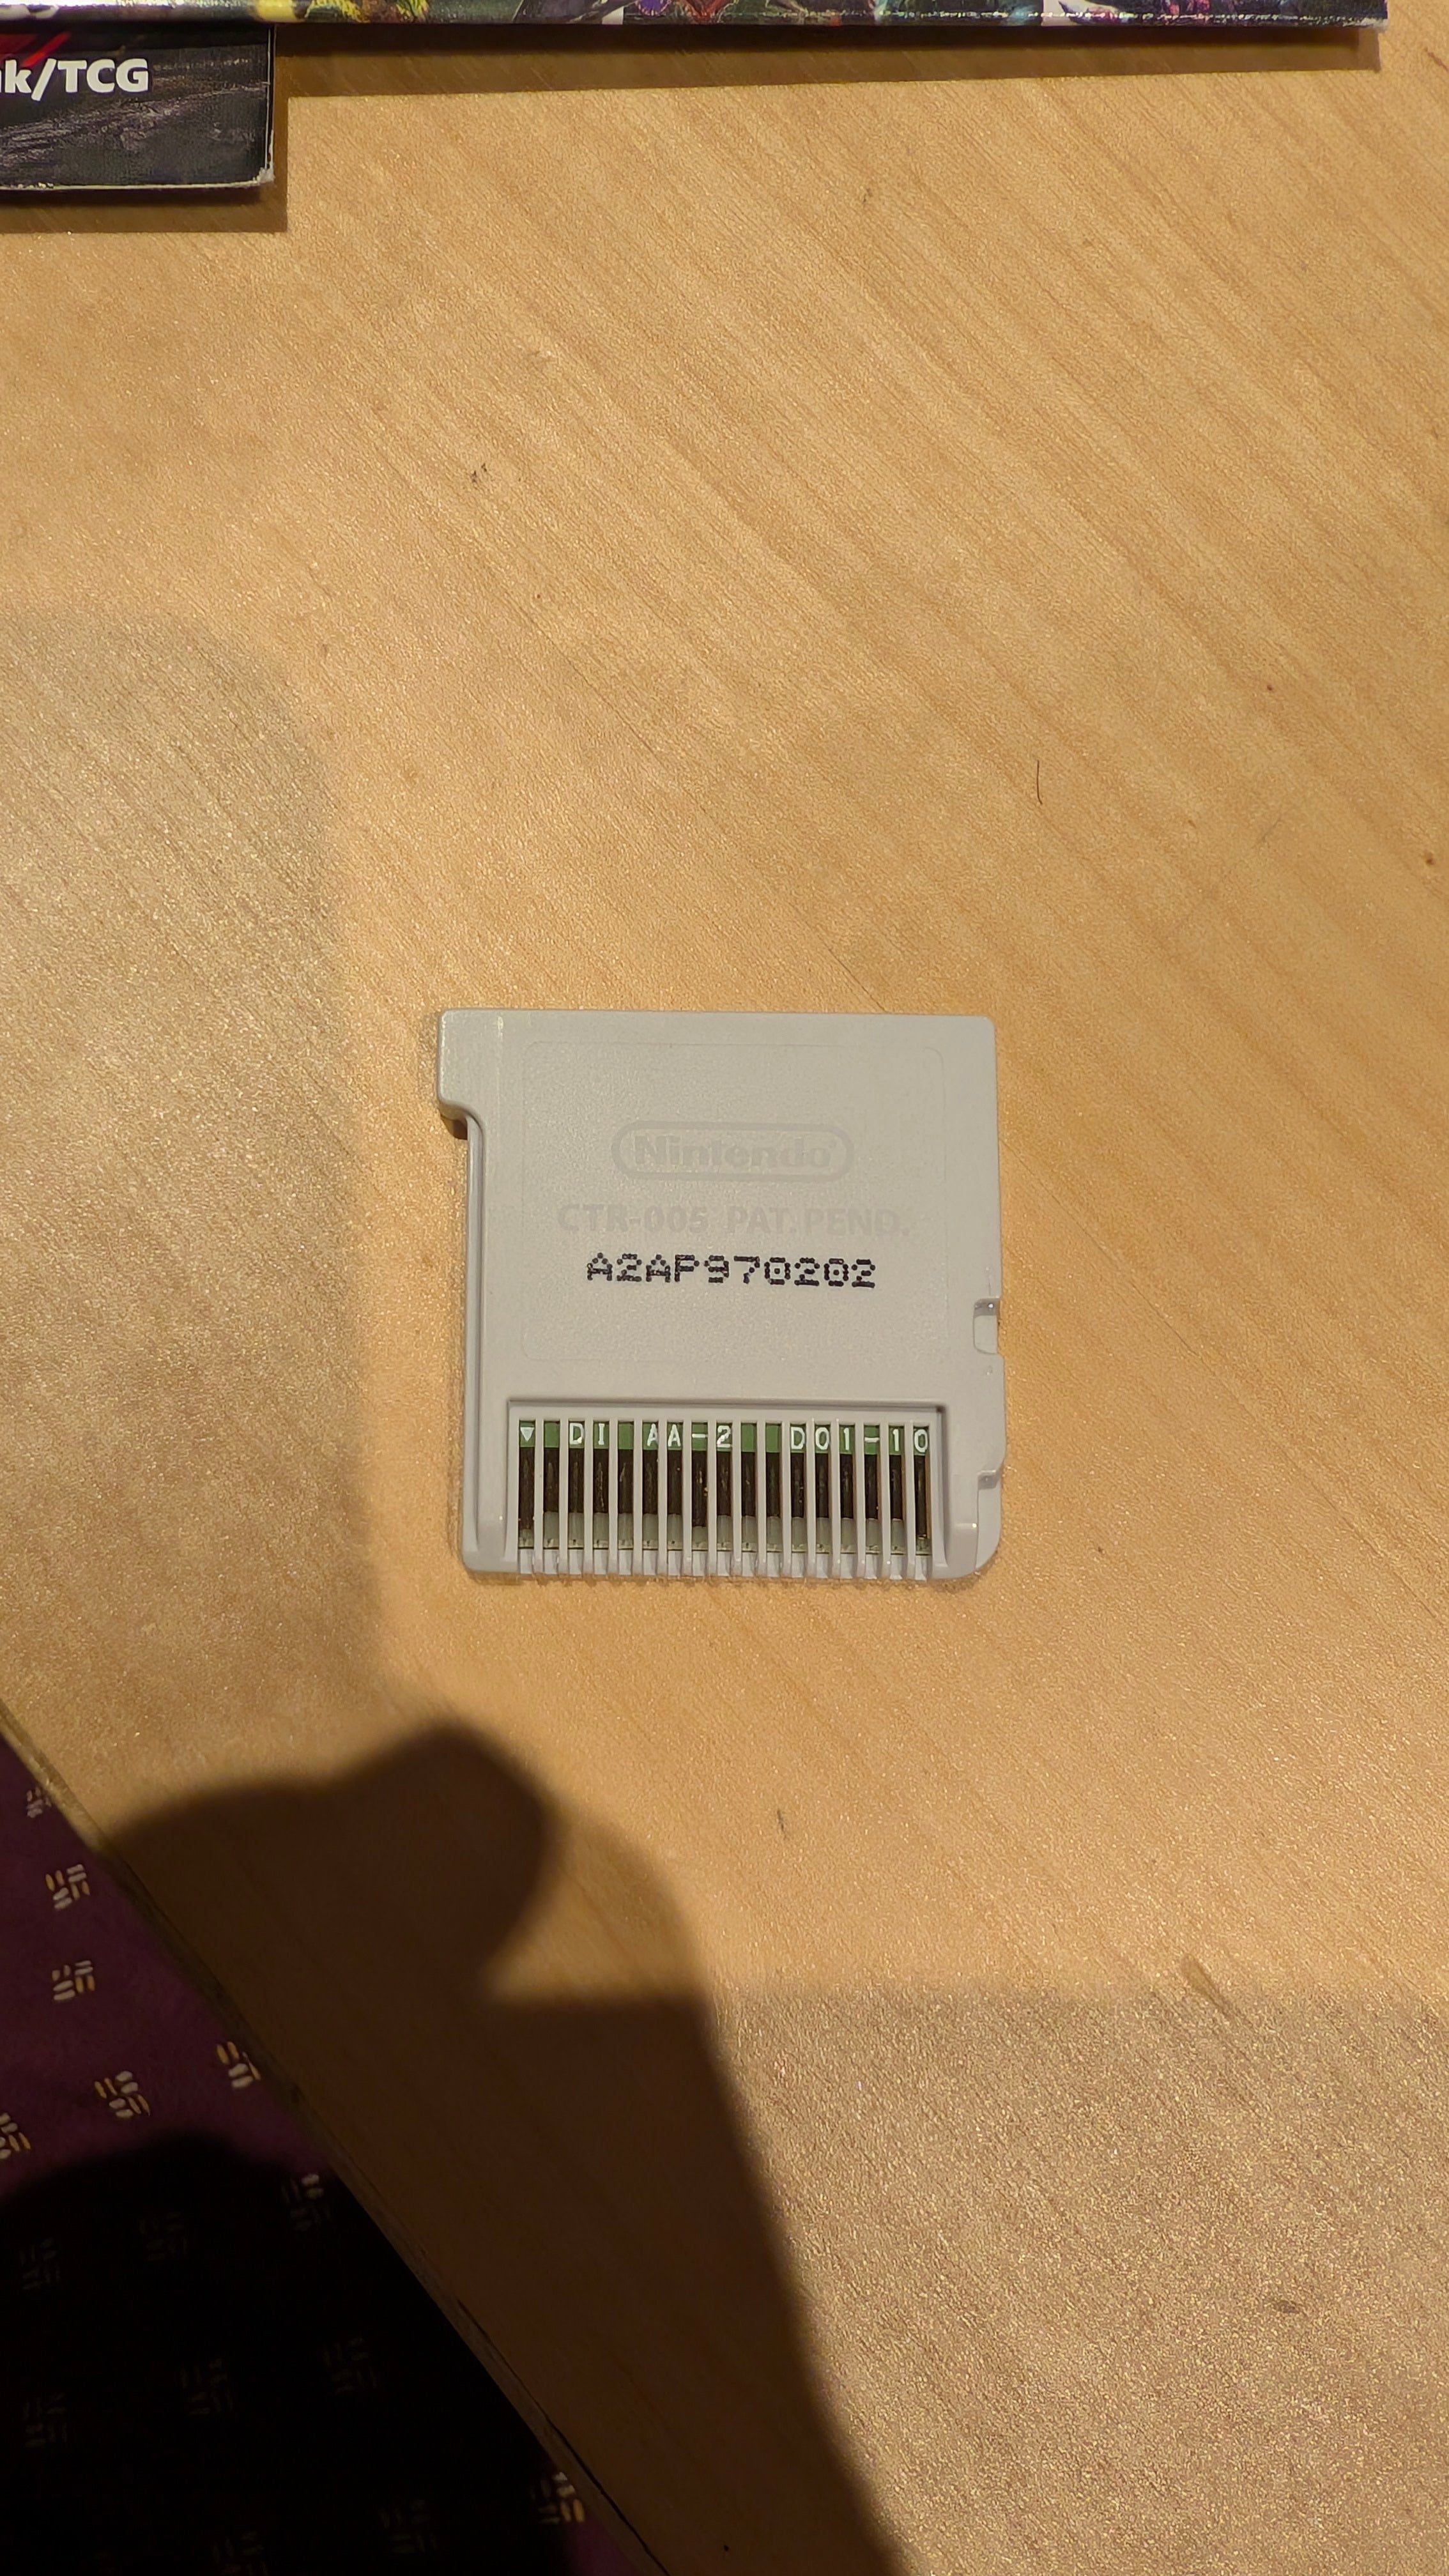 /TCG
Nintendo
CTR-005 PAT.PEND.
A2AP970202
▼ DI AA-2 D01-10